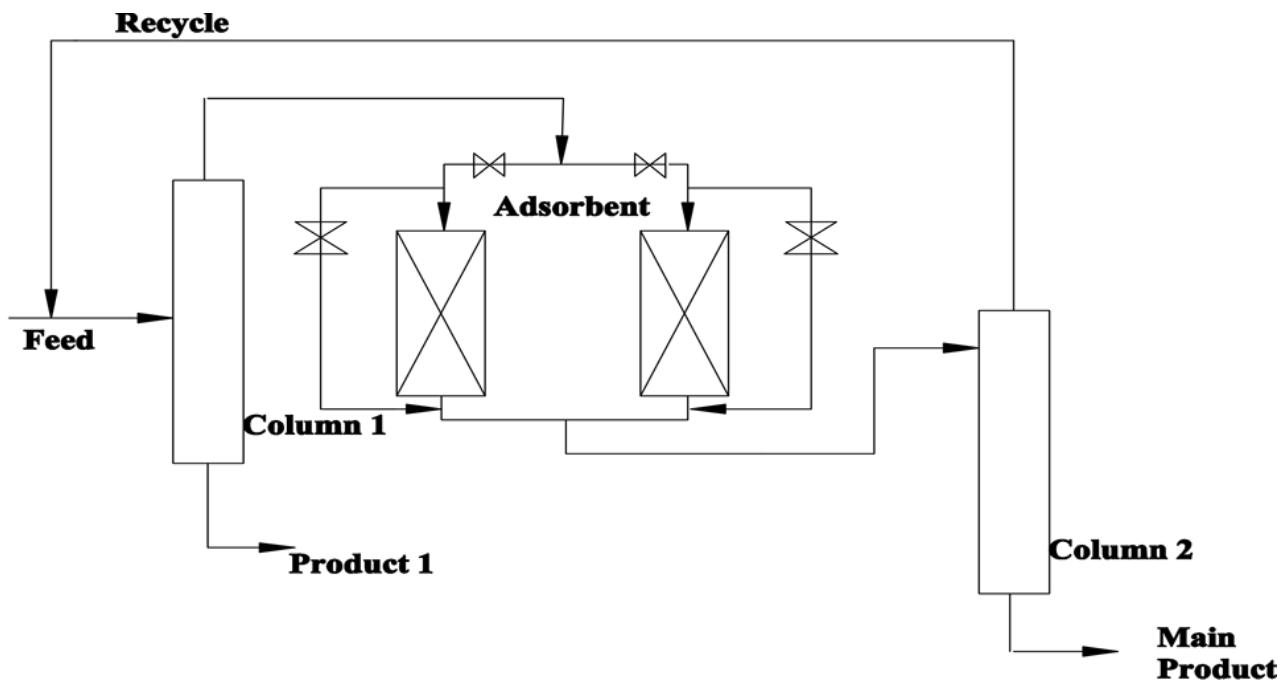 Recycle
Adsorbent
Feed
Column 1
Product 1
Column 2
Main
Product